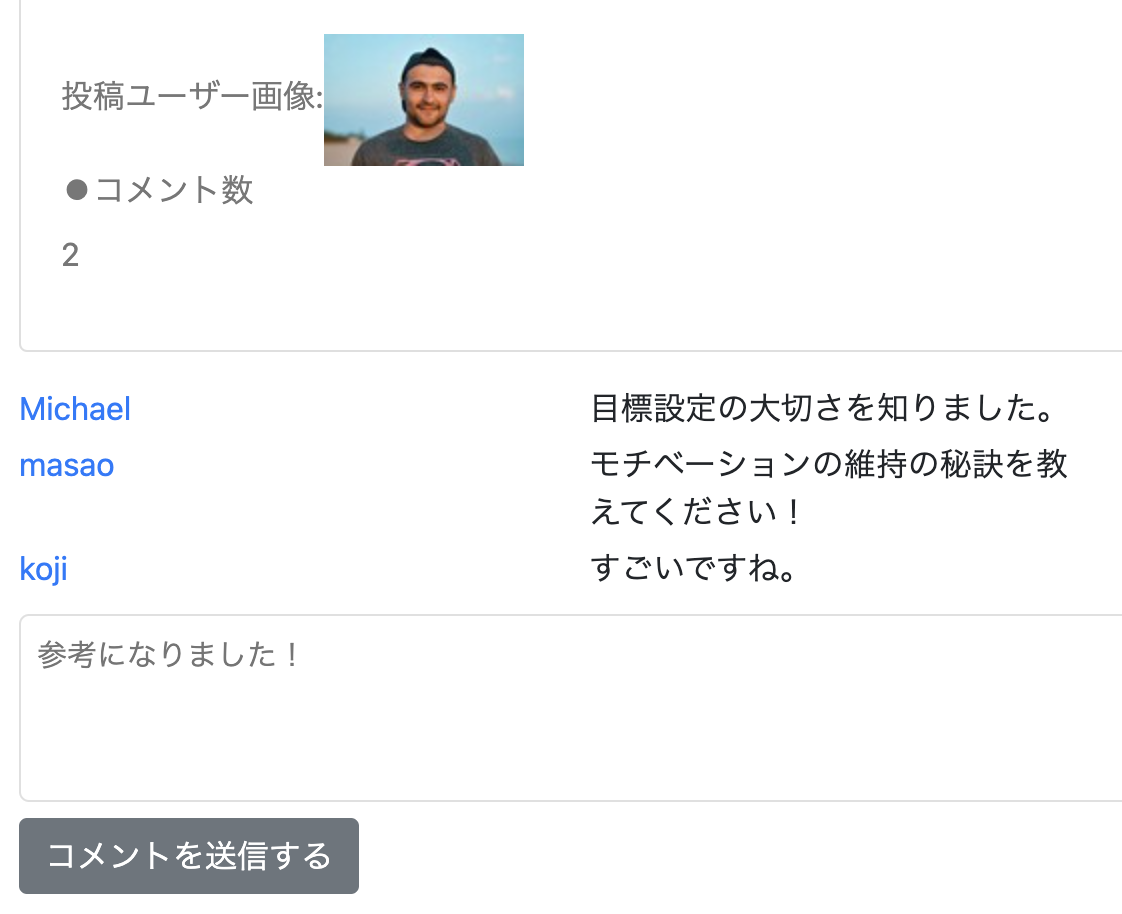 投稿ユーザー画像:
●コメント数
2
Michael
目標設定の大切さを知りました。
masao
モチベーションの維持の秘訣を教
えてください！
koji
すごいですね。
参考になりました！
コメントを送信する